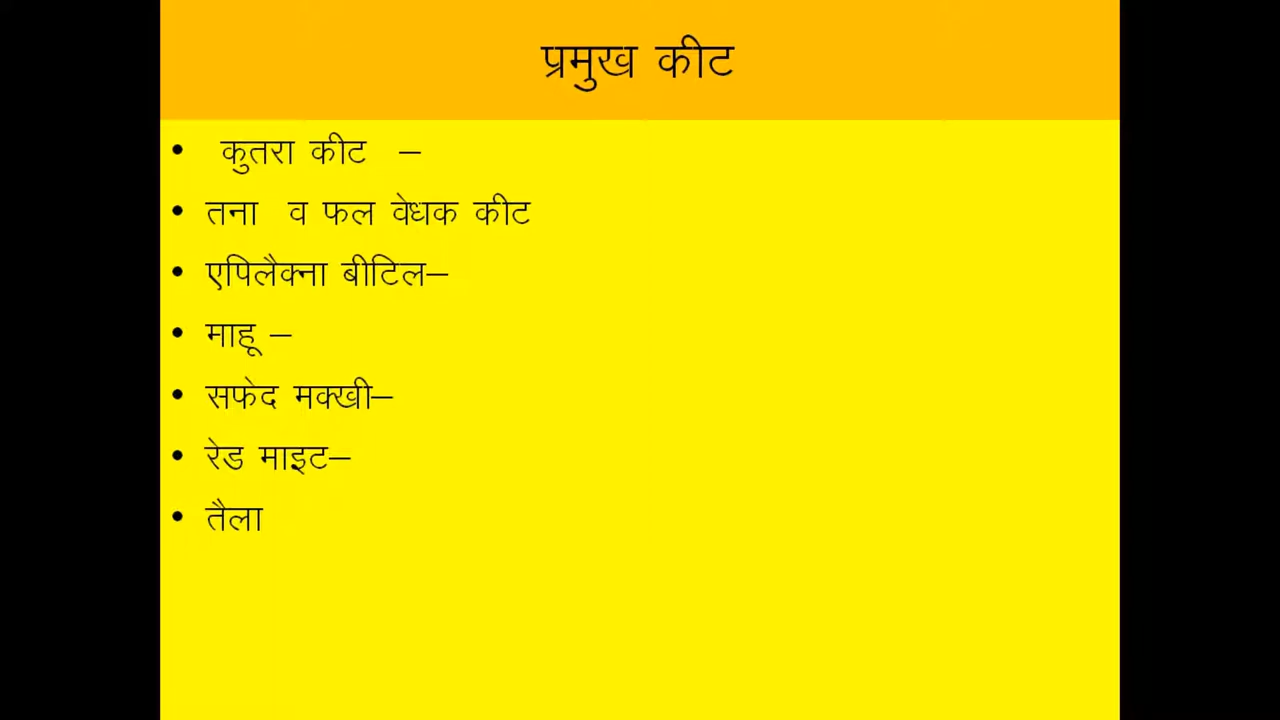 प्रमुख कीट
• कुतरा कीट –
• तना व फल वेधक कीट
• एपिलैक्ना बीटिल–
• माहू –
• सफेद मक्खी–
• रेड माइट–
• तैला